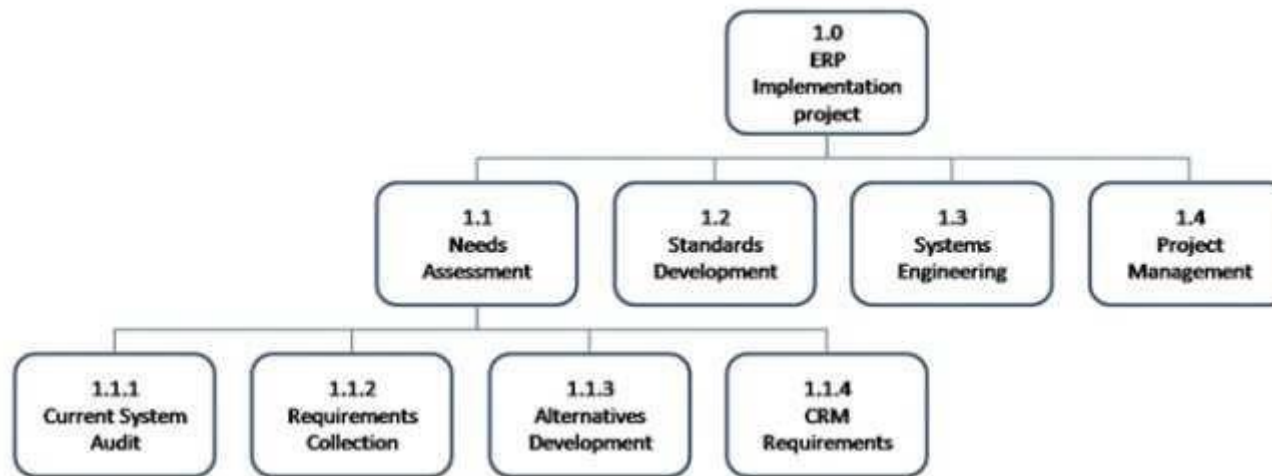 1.0
ERP
Implementation
project
1.1
Needs
Assessment
1.2
Standards
Development
1.3
Systems
Engineering
1.4
Project
Management
1.1.1
Current System
Audit
1.1.2
Requirements
Collection
1.1.3
Alternatives
Development
1.1.4
CRM
Requirements